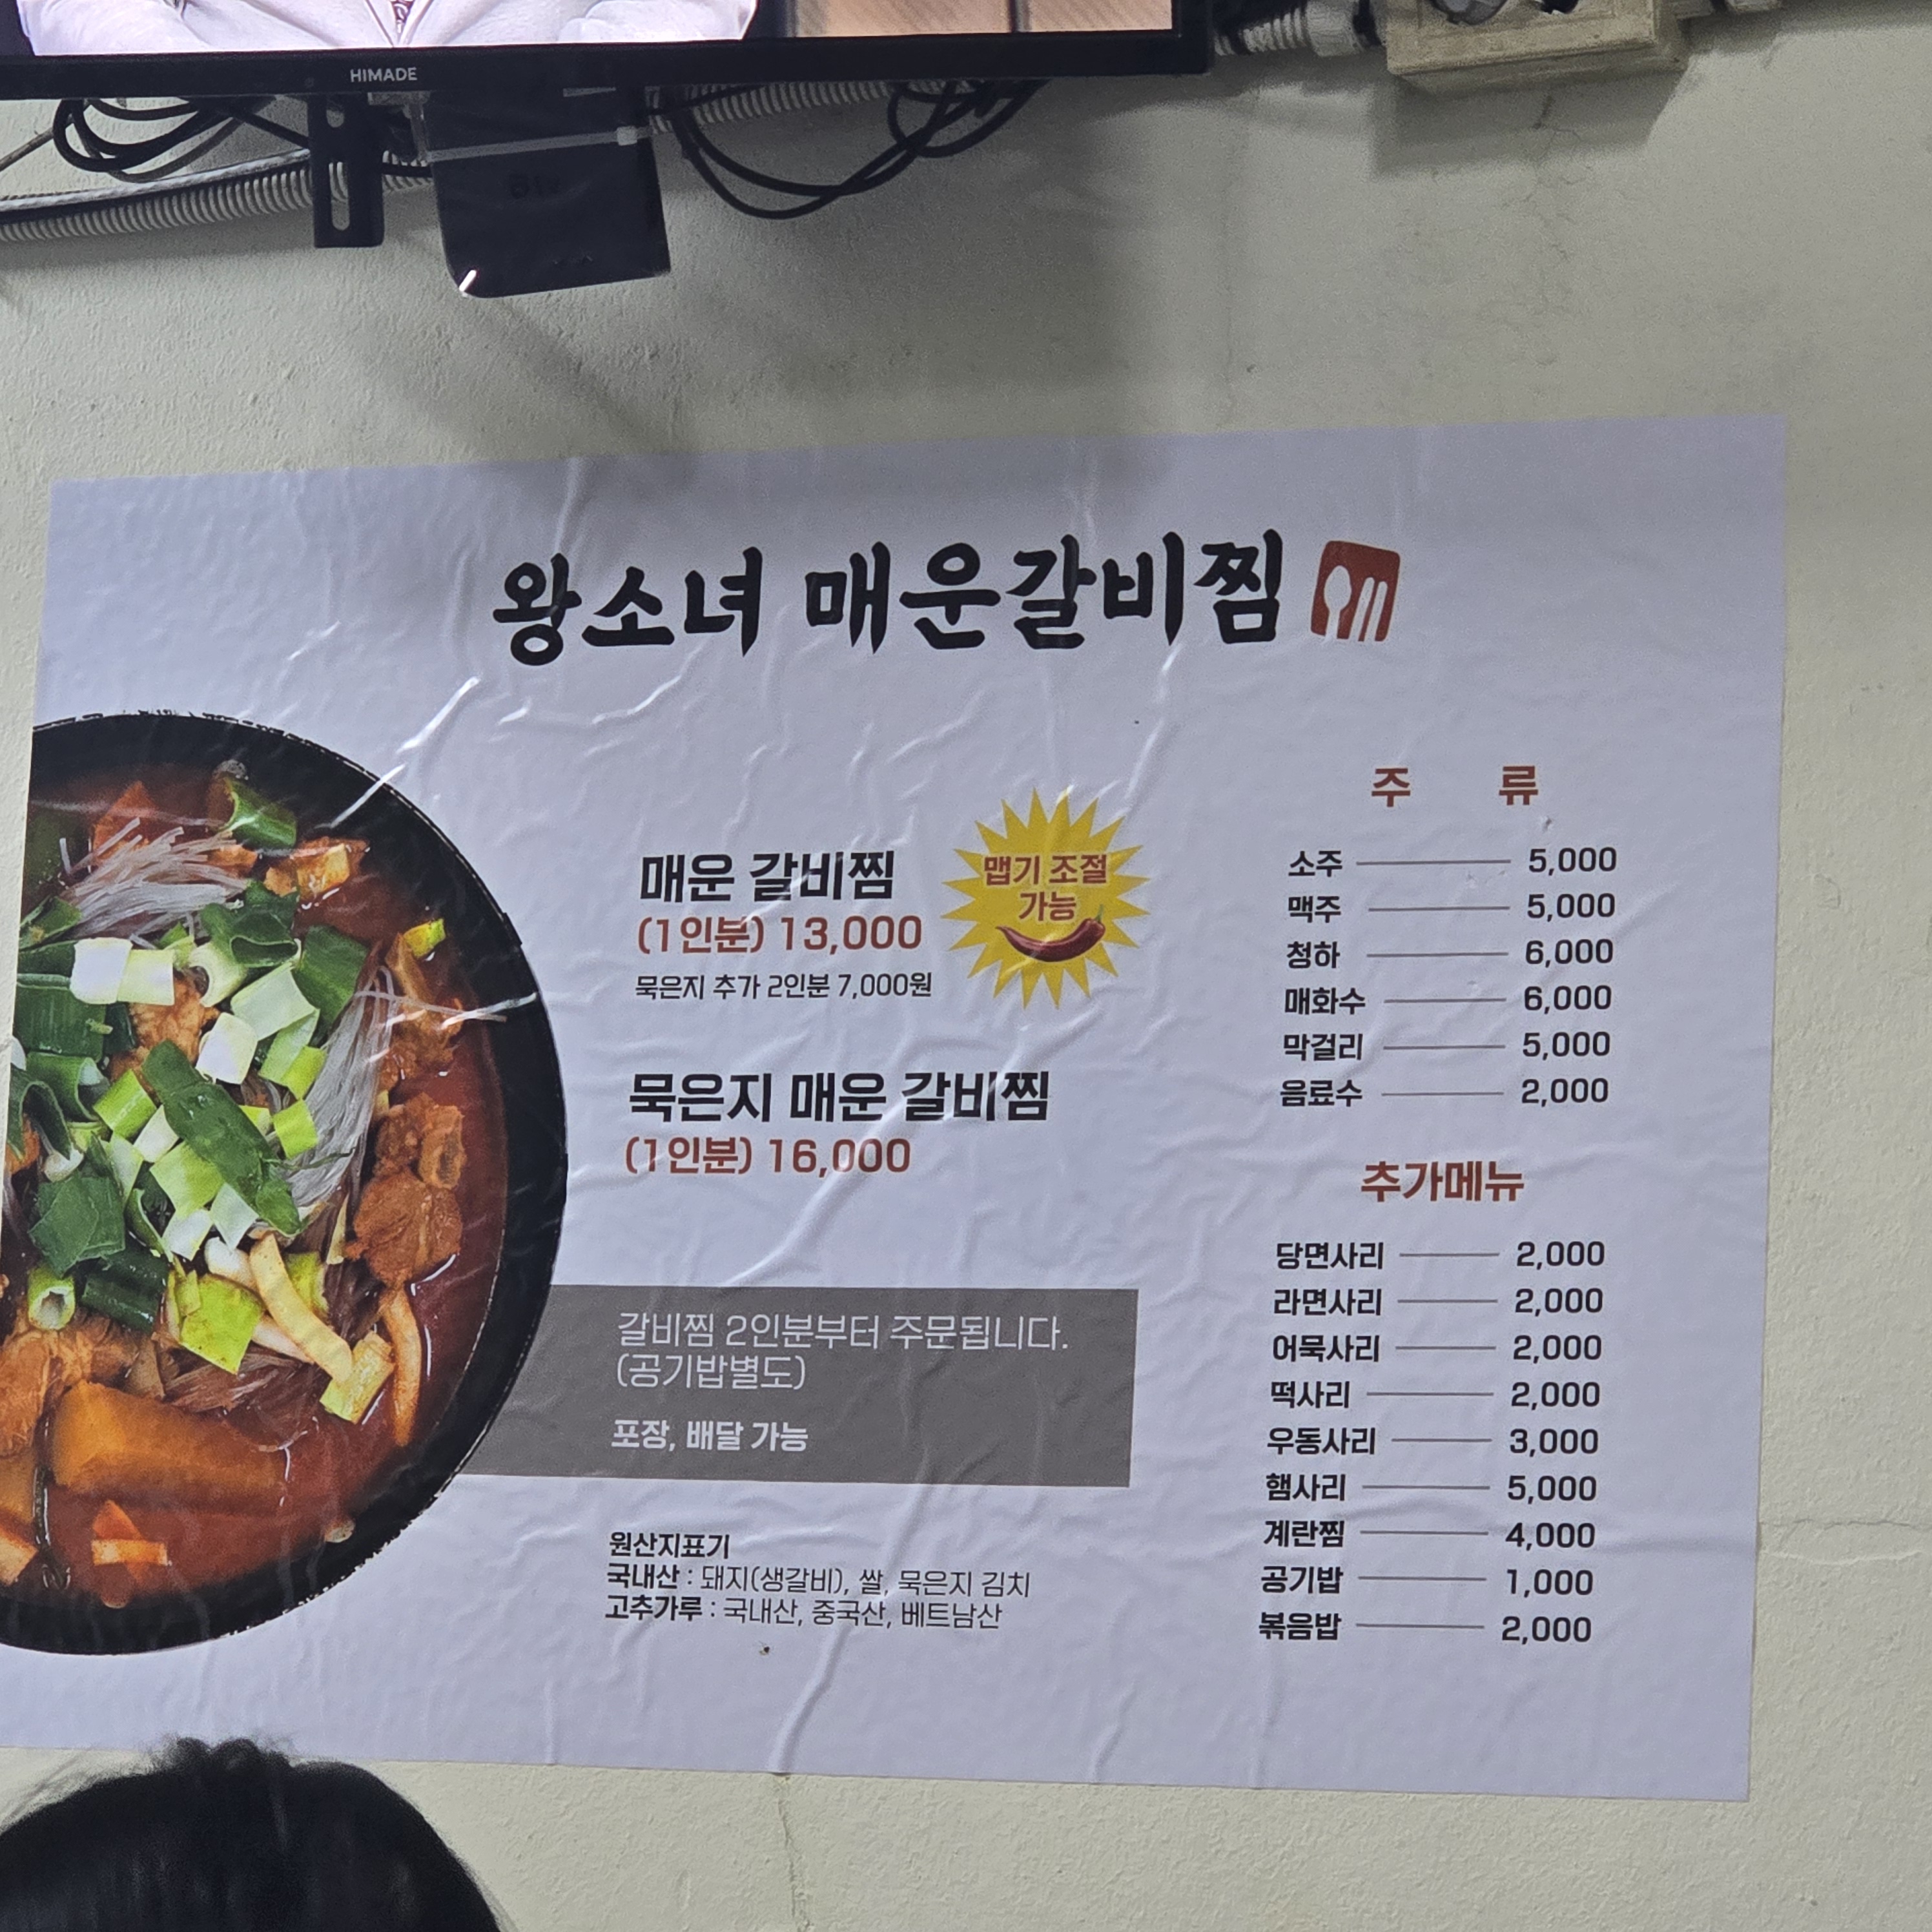 HIMADE
왕소녀 매운갈비찜
매운 갈비찜
(1인분) 13,000
묵은지 추가 2인분 7,000원
맵기 조절
가능
묵은지 매운 갈비찜
(1인분) 16,000
갈비찜 2인분부터 주문됩니다.
(공기밥별도)
포장, 배달 가능
원산지표기
국내산 : 돼지(생갈비), 쌀, 묵은지 김치
고추가루 : 국내산, 중국산, 베트남산
주 류
소주 5,000
맥주 5,000
청하 6,000
매화수 6,000
막걸리 5,000
음료수 2,000
추가메뉴
당면사리 2,000
라면사리 2,000
어묵사리 2,000
떡사리 2,000
우동사리 3,000
햄사리 5,000
계란찜 4,000
공기밥 1,000
볶음밥 2,000